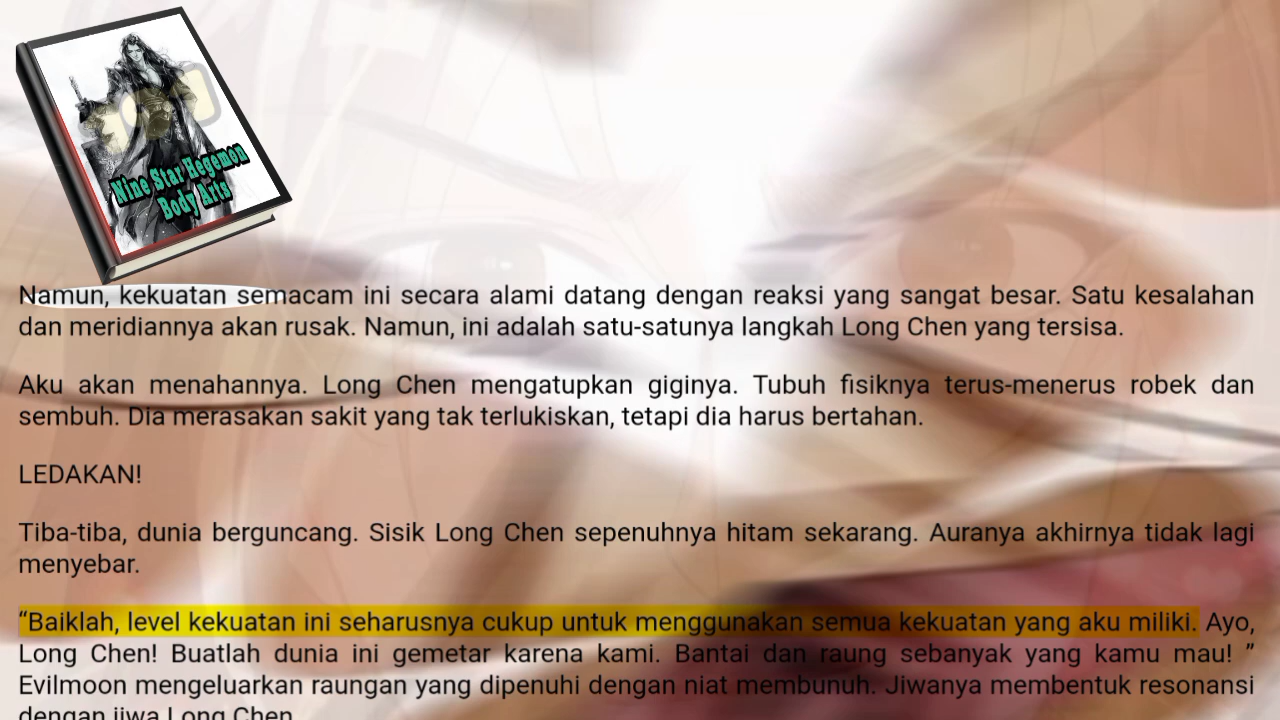 Nine Star Hegemon
Body Arts
Namun, kekuatan semacam ini secara alami datang dengan reaksi yang sangat besar. Satu kesalahan
dan meridiannya akan rusak. Namun, ini adalah satu-satunya langkah Long Chen yang tersisa.
Aku akan menahannya. Long Chen mengatupkan giginya. Tubuh fisiknya terus-menerus robek dan
sembuh. Dia merasakan sakit yang tak terlukiskan, tetapi dia harus bertahan.
LEDAKAN!
Tiba-tiba, dunia berguncang. Sisik Long Chen sepenuhnya hitam sekarang. Auranya akhirnya tidak lagi
menyebar.
“Baiklah, level kekuatan ini seharusnya cukup untuk menggunakan semua kekuatan yang aku miliki. Ayo,
Long Chen! Buatlah dunia ini gemetar karena kami. Bantai dan raung sebanyak yang kamu mau! ”
Evilmoon mengeluarkan raungan yang dipenuhi dengan niat membunuh. Jiwanya membentuk resonansi
dengan jiwa Long Chen.